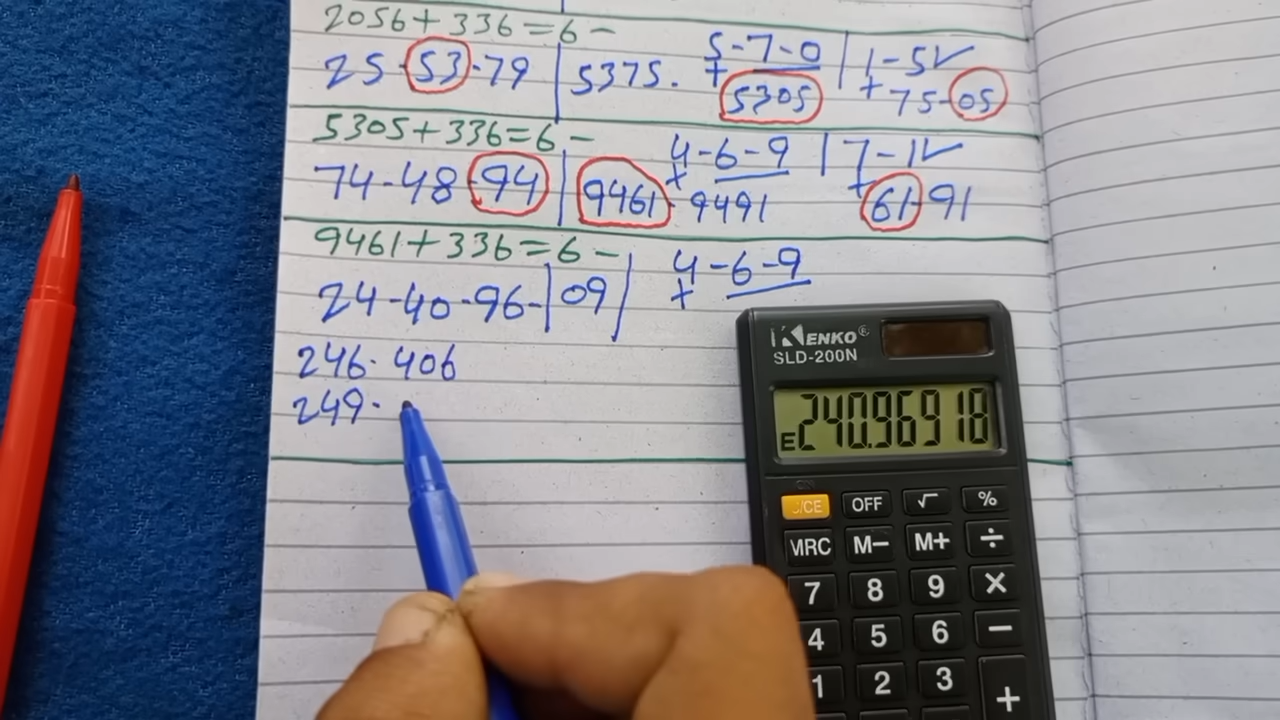 2056+336=6-
25·53·79 | 5375. + 5-7-0 5305 | 1-5✓ + 75-05
5305+336=6-
74-48-94 | 9461·9491 4-6-9 + | 7-1✓ + 61-91
9461+336=6-
24-40-96-|09| 4-6-9 +
246·406
249·
KENKO®
SLD-200N
E240.96918
OFF √ %
MRC M− M+ ÷
7 8 9 ×
4 5 6 −
1 2 3 +